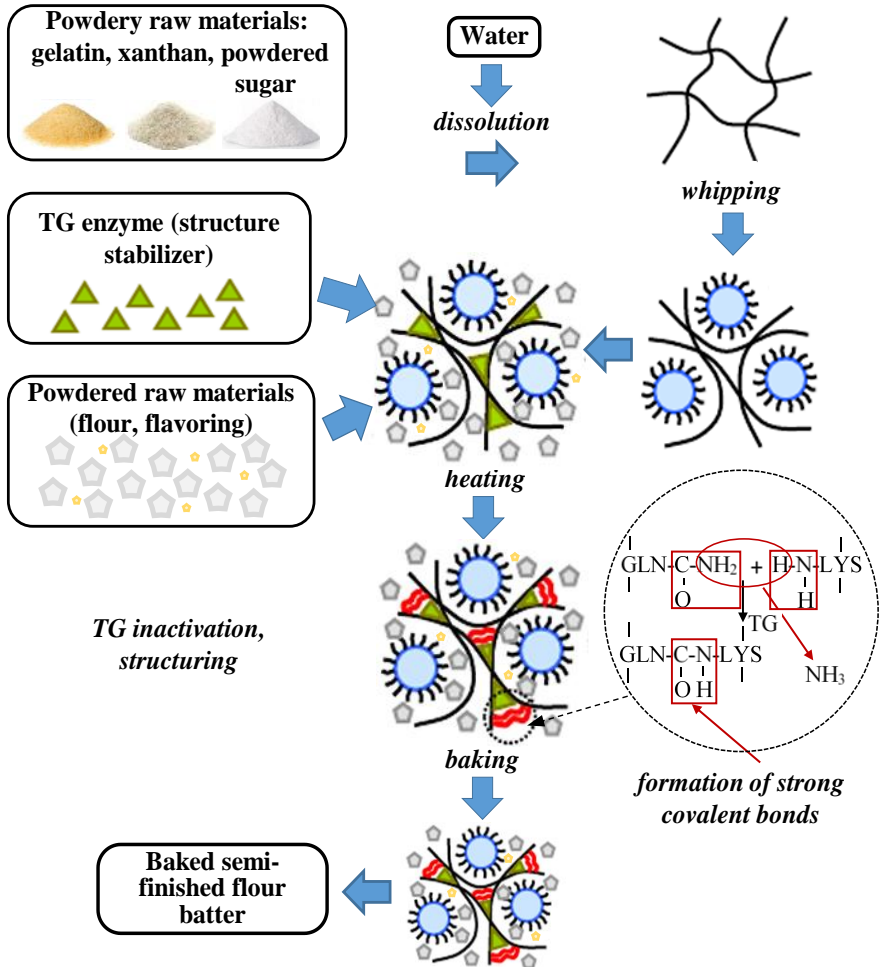 Powdery raw materials:
gelatin, xanthan, powdered
sugar
Water
dissolution
whipping
TG enzyme (structure
stabilizer)
Powdered raw materials
(flour, flavoring)
heating
TG inactivation,
structuring
GLN-C-NH₂ + H-N-LYS
O H
TG
GLN-C-N-LYS
O H
NH₃
baking
formation of strong
covalent bonds
Baked semi-
finished flour
batter